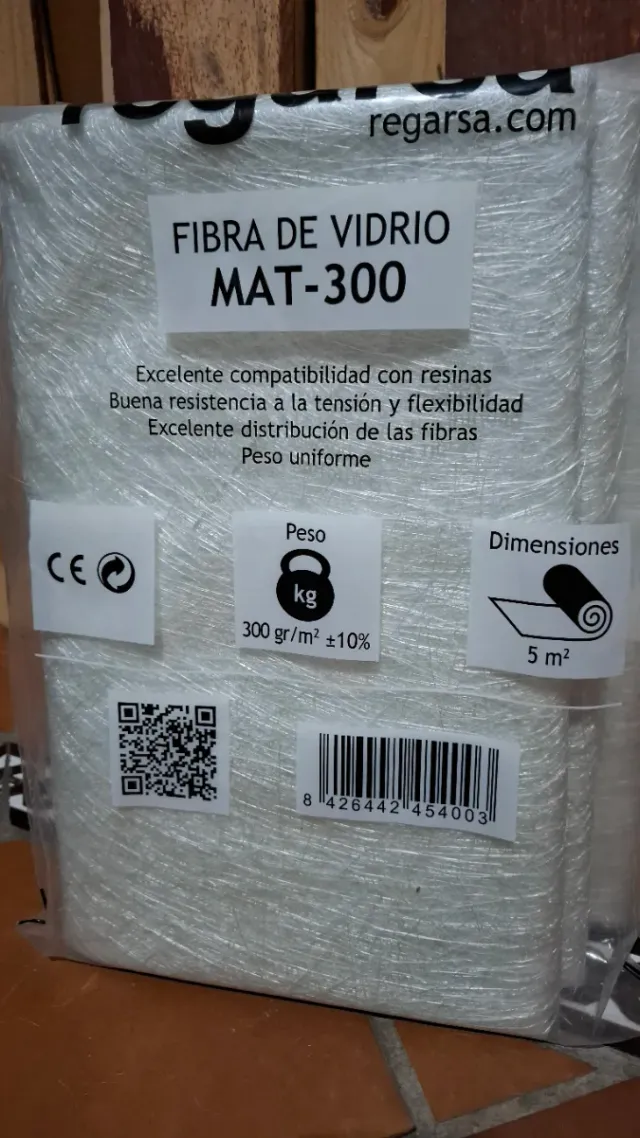 regarsa
regarsa.com
FIBRA DE VIDRIO
MAT-300
Excelente compatibilidad con resinas
Buena resistencia a la tensión y flexibilidad
Excelente distribución de las fibras
Peso uniforme
CE
Peso
kg
300 gr/m² ±10%
Dimensiones
5 m²
8 426442 454003